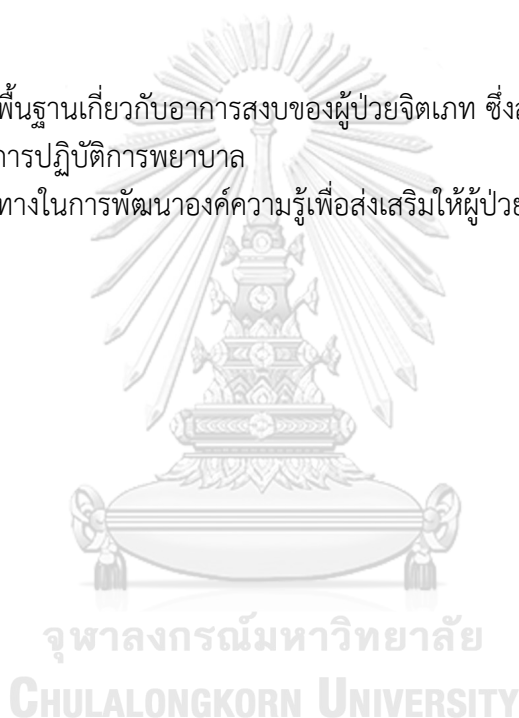 พื้นฐานเกี่ยวกับอาการสงบของผู้ป่วยจิตเภท ซึ่ง
การปฏิบัติการพยาบาล
ทางในการพัฒนาองค์ความรู้เพื่อส่งเสริมให้ผู้ป่วย
จุฬาลงกรณ์มหาวิทยาลัย
CHULALONGKORN UNIVERSITY